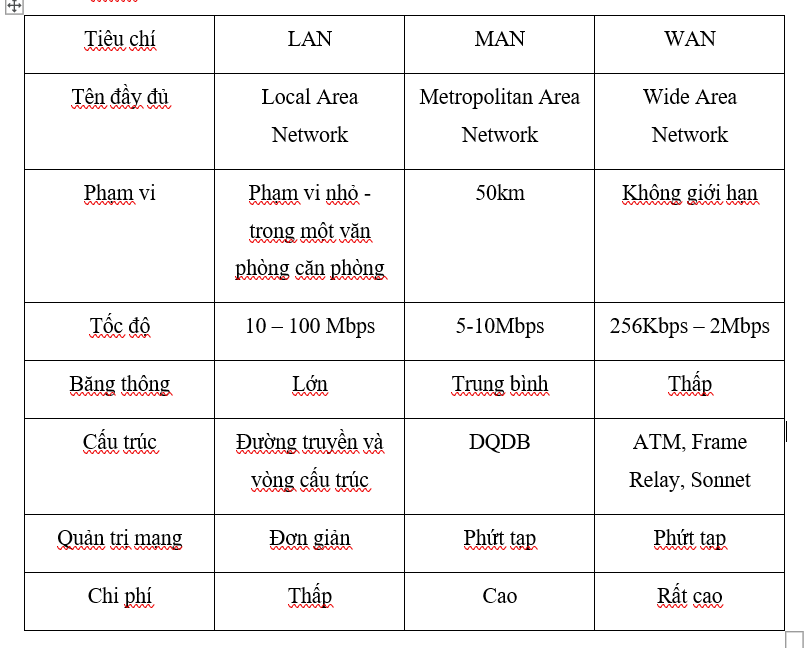 Tiêu chí LAN MAN WAN
Tên đầy đủ Local Area Metropolitan Area Wide Area
Network Network Network
Phạm vi Phạm vi nhỏ - 50km Không giới hạn
trong một văn
phòng căn phòng
Tốc độ 10 – 100 Mbps 5-10Mbps 256Kbps – 2Mbps
Băng thông Lớn Trung bình Thấp
Cấu trúc Đường truyền và DQDB ATM, Frame
vòng cấu trúc Relay, Sonnet
Quản trị mạng Đơn giản Phứt tạp Phứt tạp
Chi phí Thấp Cao Rất cao